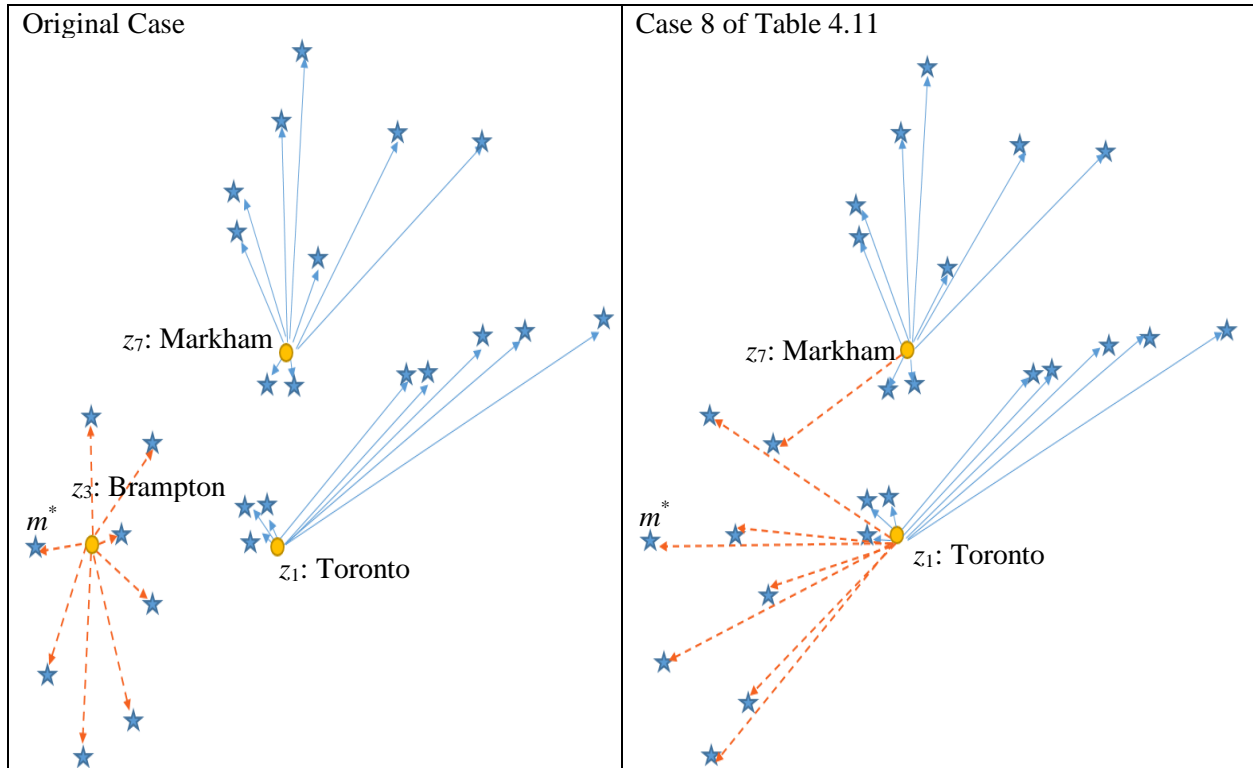 Original Case
z₇: Markham
z₃: Brampton
m*
z₁: Toronto
Case 8 of Table 4.11
z₇: Markham
m*
z₁: Toronto